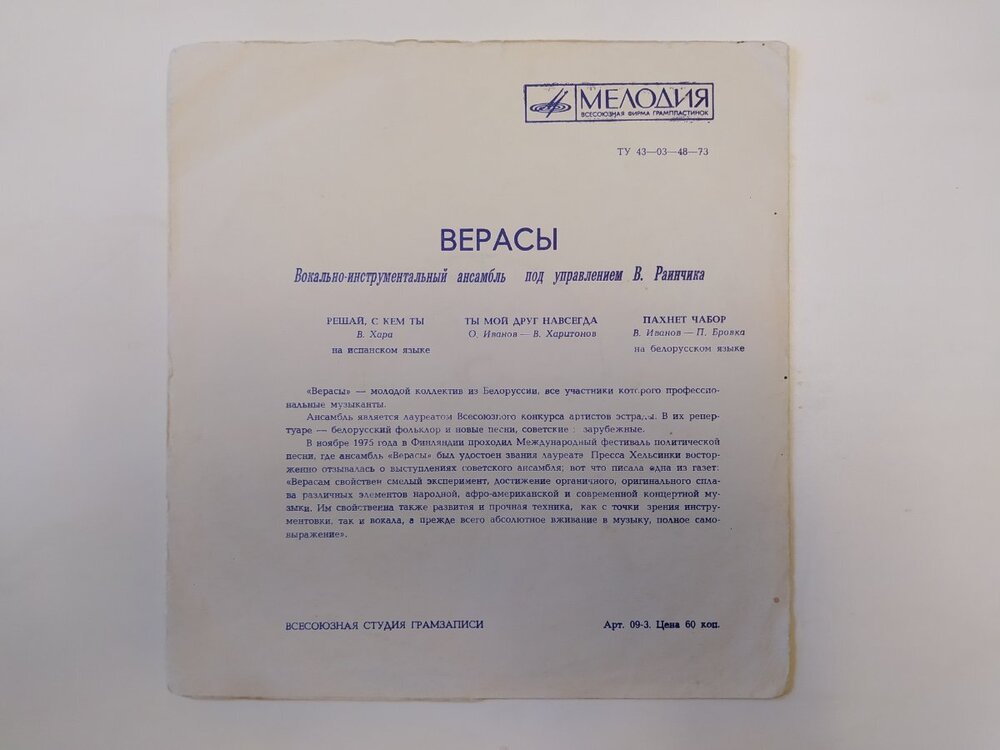 МЕЛОДИЯ
ВСЕСОЮЗНАЯ ФИРМА ГРАМПЛАСТИНОК
ТУ 43—03—48—73
ВЕРАСЫ
Вокально-инструментальный ансамбль под управлением В. Раинчика
РЕШАЙ, С КЕМ ТЫ
В. Хара
на испанском языке
ТЫ МОЙ ДРУГ НАВСЕГДА
О. Иванов — В. Харитонов
ПАХНЕТ ЧАБОР
В. Иванов — П. Бровка
на белорусском языке
«Верасы» — молодой коллектив из Белоруссии, все участники которого профессио-
нальные музыканты.
Ансамбль является лауреатом Всесоюзного конкурса артистов эстрады. В их репер-
туаре — белорусский фольклор и новые песни, советские : зарубежные.
В ноябре 1975 года в Финляндии проходил Международный фестиваль политической
песни, где ансамбль «Верасы» был удостоен звания лауреата Пресса Хельсинки востор-
женно отзывалась о выступлениях советского ансамбля; вот что писала одна из газет:
«Верасам свойствен смелый эксперимент, достижение органичного, оригинального спла-
ва различных элементов народной, афро-американской и современной концертной му-
зыки. Им свойственна также развитая и прочная техника, как с точки зрения инстру-
ментовки, так и вокала, а прежде всего абсолютное вживание в музыку, полное само-
выражение».
ВСЕСОЮЗНАЯ СТУДИЯ ГРАМЗАПИСИ
Арт. 09-3. Цена 60 коп.